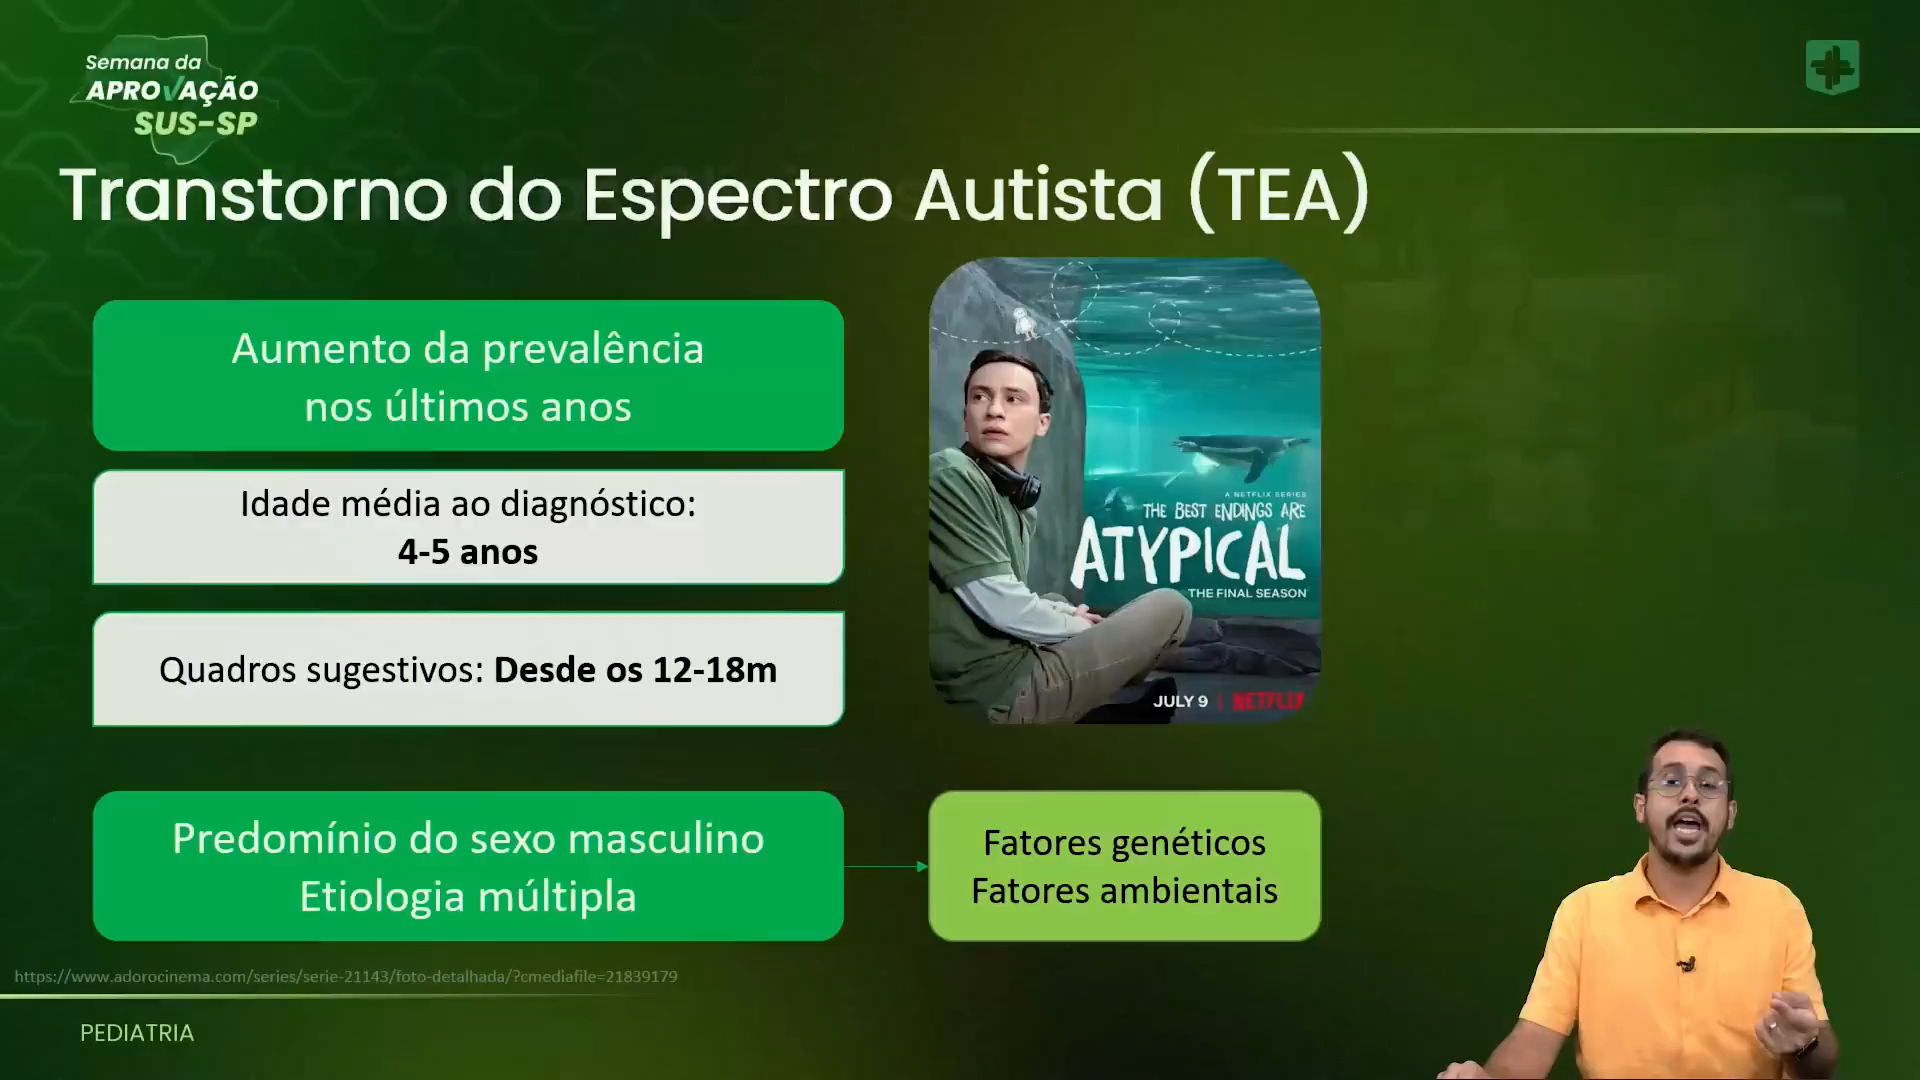 Semana da
APROVAÇÃO
SUS-SP
Transtorno do Espectro Autista (TEA)
Aumento da prevalência
nos últimos anos
Idade média ao diagnóstico:
4-5 anos
Quadros sugestivos: Desde os 12-18m
A NETFLIX SERIES
THE BEST ENDINGS ARE
ATYPICAL
THE FINAL SEASON
JULY 9 | NETFLIX
Predomínio do sexo masculino
Etiologia múltipla
Fatores genéticos
Fatores ambientais
https://www.adorocinema.com/series/serie-21143/foto-detalhada/?cmediafile=21839179
PEDIATRIA